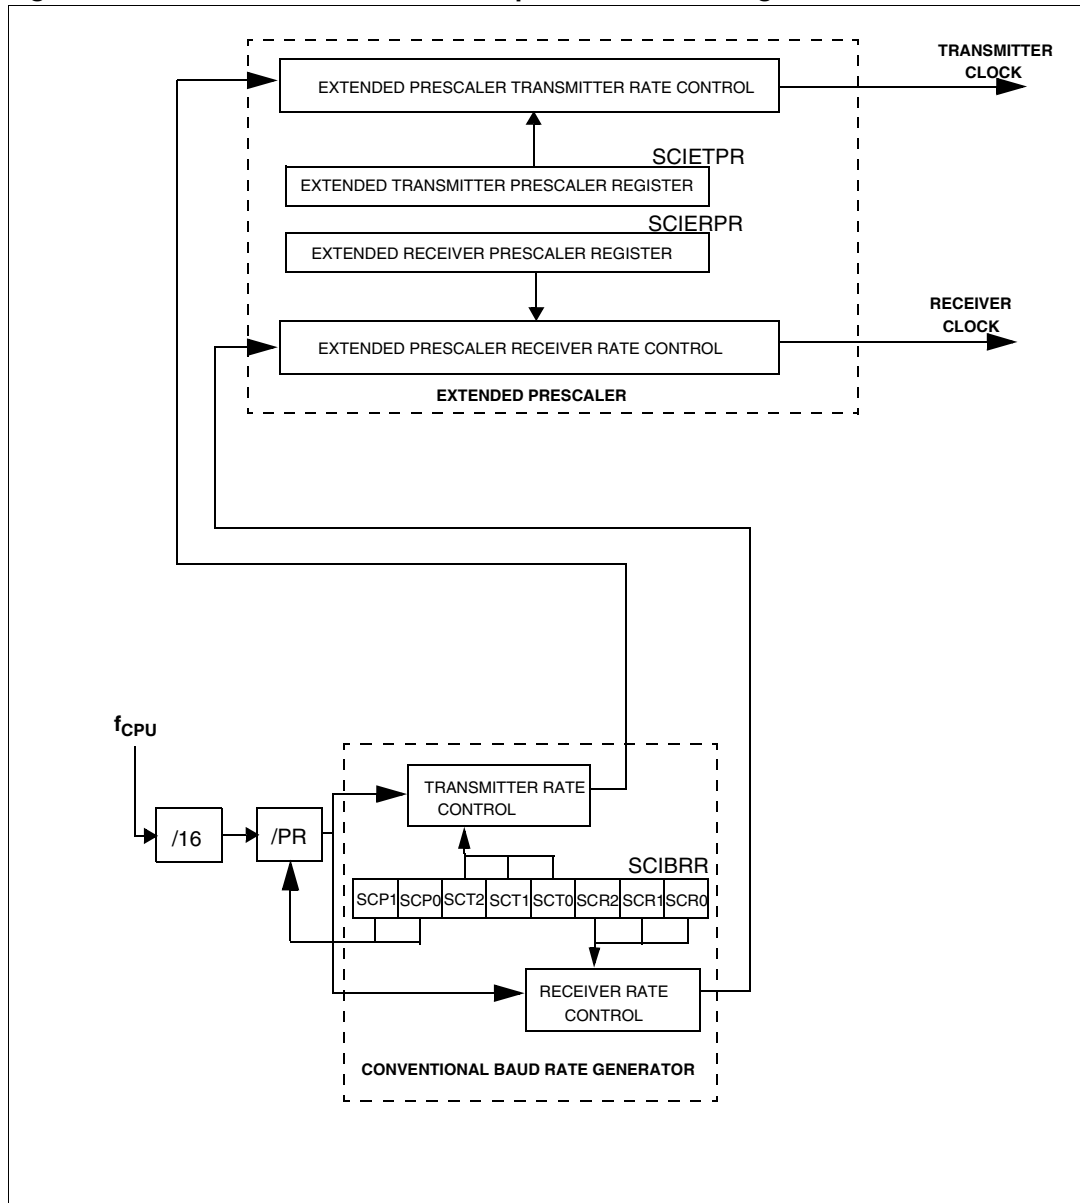 TRANSMITTER
CLOCK
EXTENDED PRESCALER TRANSMITTER RATE CONTROL
SCIETPR
EXTENDED TRANSMITTER PRESCALER REGISTER
SCIERPR
EXTENDED RECEIVER PRESCALER REGISTER
RECEIVER
CLOCK
EXTENDED PRESCALER RECEIVER RATE CONTROL
EXTENDED PRESCALER
fCPU
TRANSMITTER RATE
CONTROL
/16
/PR
SCIBRR
SCP1 SCP0 SCT2 SCT1 SCT0 SCR2 SCR1 SCR0
RECEIVER RATE
CONTROL
CONVENTIONAL BAUD RATE GENERATOR